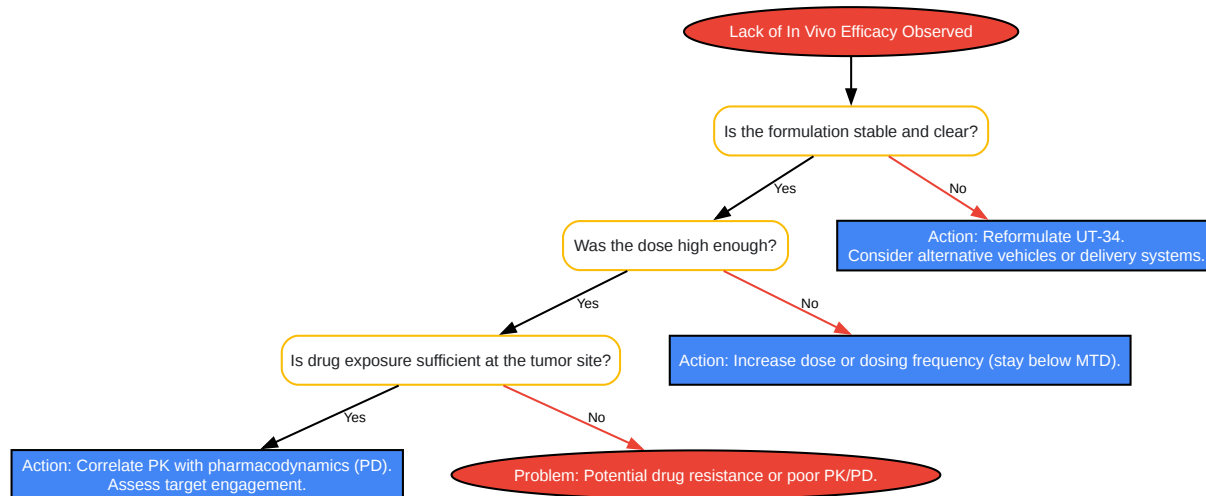 Lack of In Vivo Efficacy Observed
Is the formulation stable and clear?
Yes
No
Was the dose high enough?
Action: Reformulate UT-34.
Consider alternative vehicles or delivery systems.
Yes
No
Is drug exposure sufficient at the tumor site?
Action: Increase dose or dosing frequency (stay below MTD).
Yes
No
Action: Correlate PK with pharmacodynamics (PD).
Assess target engagement.
Problem: Potential drug resistance or poor PK/PD.